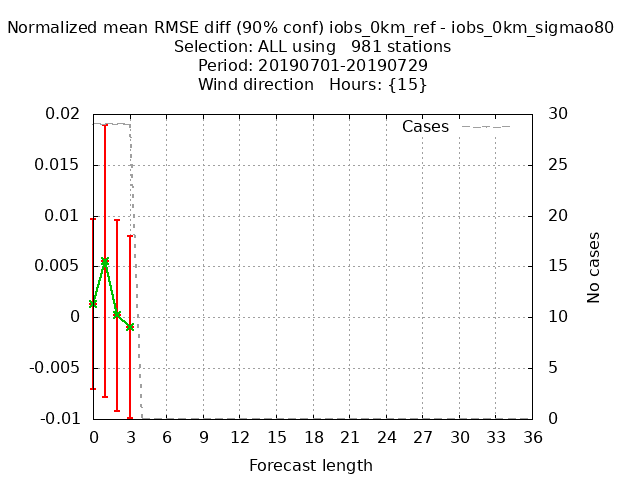 Normalized mean RMSE diff (90% conf) iobs_0km_ref - iobs_0km_sigmao80
Selection: ALL using   981 stations
Period: 20190701-20190729
Wind direction   Hours: {15}
Cases
0.02
0.015
0.01
0.005
0
-0.005
-0.01
30
25
20
15
10
5
0
No cases
0 3 6 9 12 15 18 21 24 27 30 33 36
Forecast length